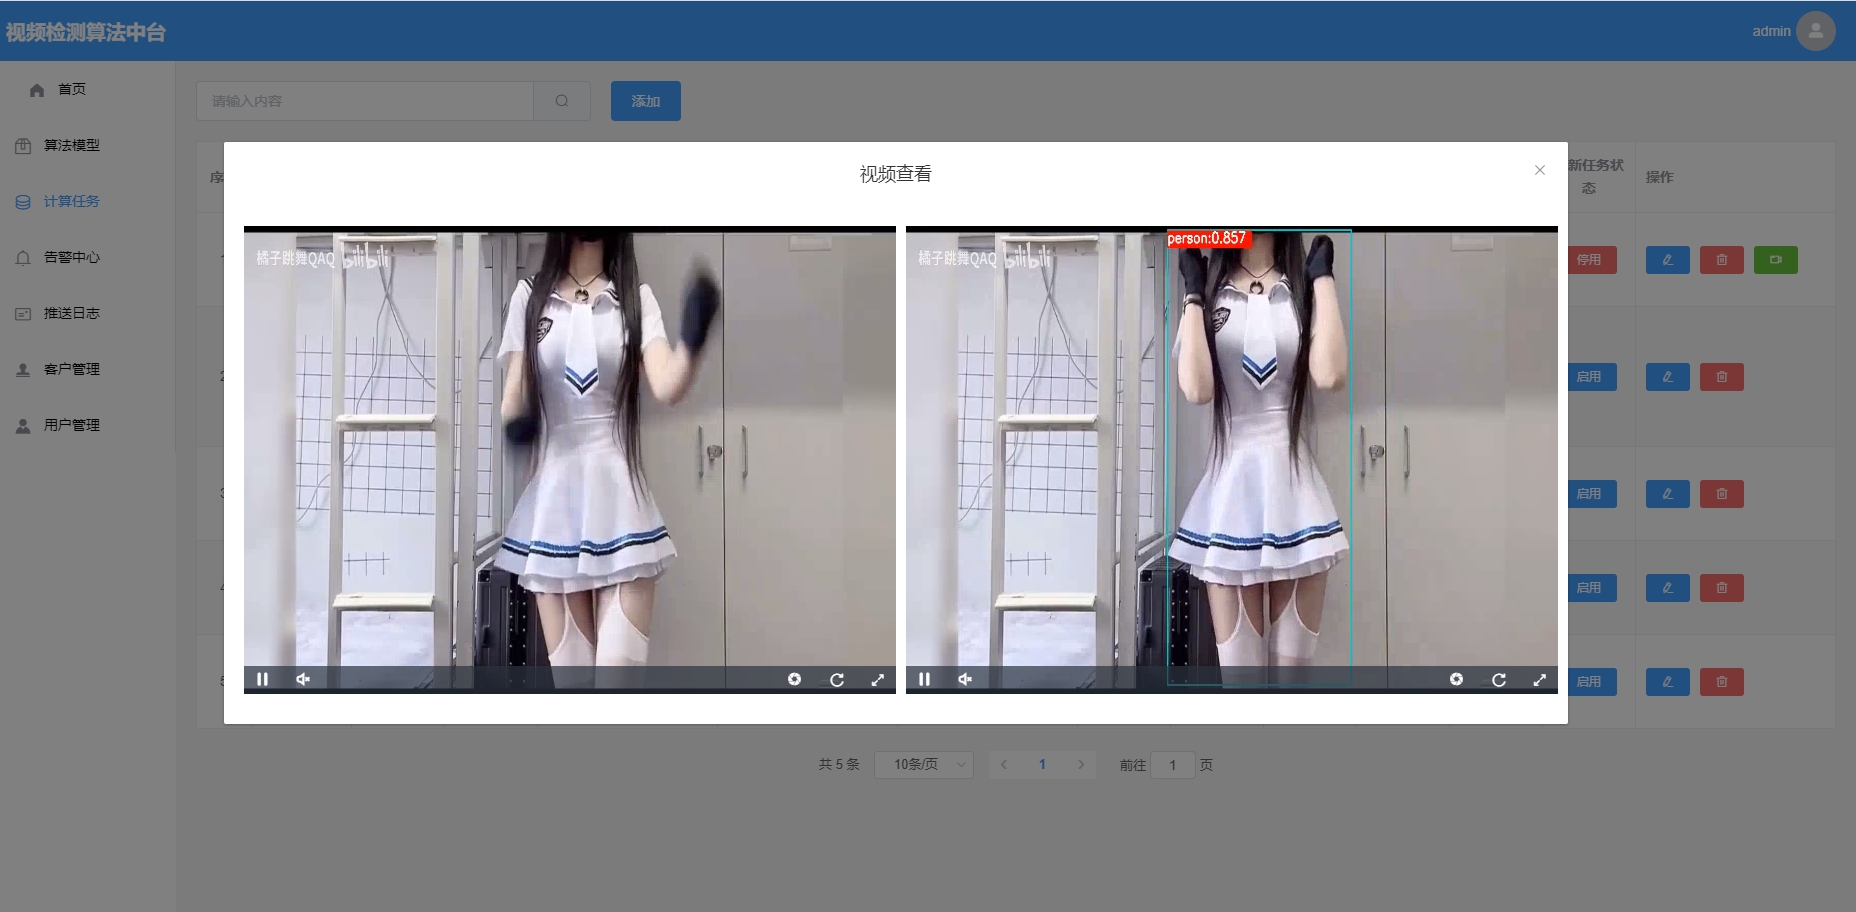 视频检测算法中台
admin
首页
算法模型
计算任务
告警中心
推送日志
客户管理
用户管理
请输入内容
添加
序
新任务状
态
操作
视频查看
橘子跳舞QAQ bilibili
橘子跳舞QAQ bilibili
person:0.857
停用
2
启用
3
启用
4
启用
5
启用
共 5 条
10条/页
1
前往
1
页